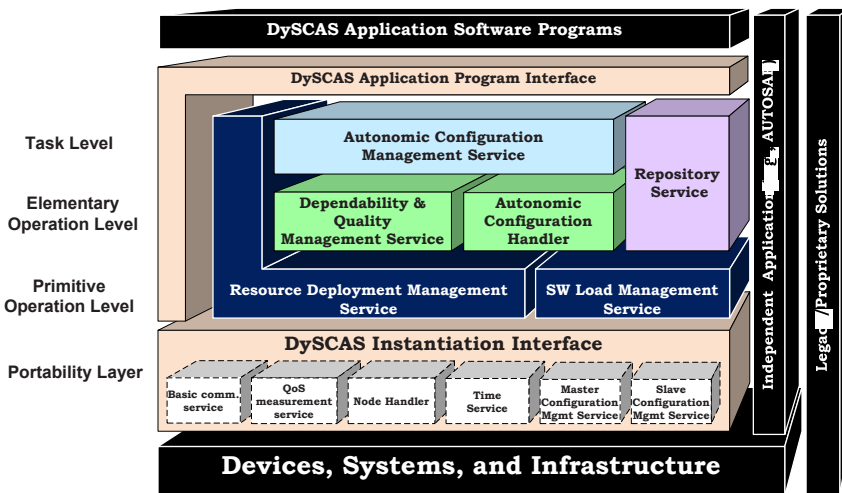 DySCAS Application Software Programs
DySCAS Application Program Interface
Task Level
Autonomic Configuration
Management Service
Repository
Service
Elementary
Operation Level
Dependability &
Quality
Management Service
Autonomic
Configuration
Handler
Primitive
Operation Level
Resource Deployment Management
Service
SW Load Management
Service
DySCAS Instantiation Interface
Portability Layer
Basic comm.
service
QoS
measurement
service
Node Handler
Time
Service
Master
Configuration
Mgmt Service
Slave
Configuration
Mgmt Service
Devices, Systems, and Infrastructure
Independent Application
AUTOSAR)
Legacy/Proprietary Solutions